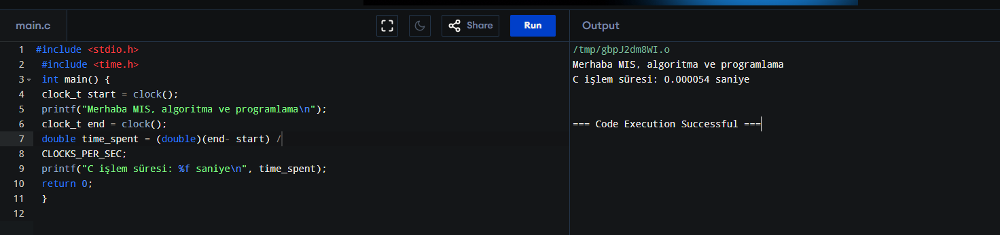 main.c
Share
Run
Output
1 #include <stdio.h>
2 #include <time.h>
3 int main() {
4 clock_t start = clock();
5 printf("Merhaba MIS, algoritma ve programlama\n");
6 clock_t end = clock();
7 double time_spent = (double)(end- start) /
8 CLOCKS_PER_SEC;
9 printf("C işlem süresi: %f saniye\n", time_spent);
10 return 0;
11 }
12
/tmp/gbpJ2dm8WI.o
Merhaba MIS, algoritma ve programlama
C işlem süresi: 0.000054 saniye
=== Code Execution Successful ===